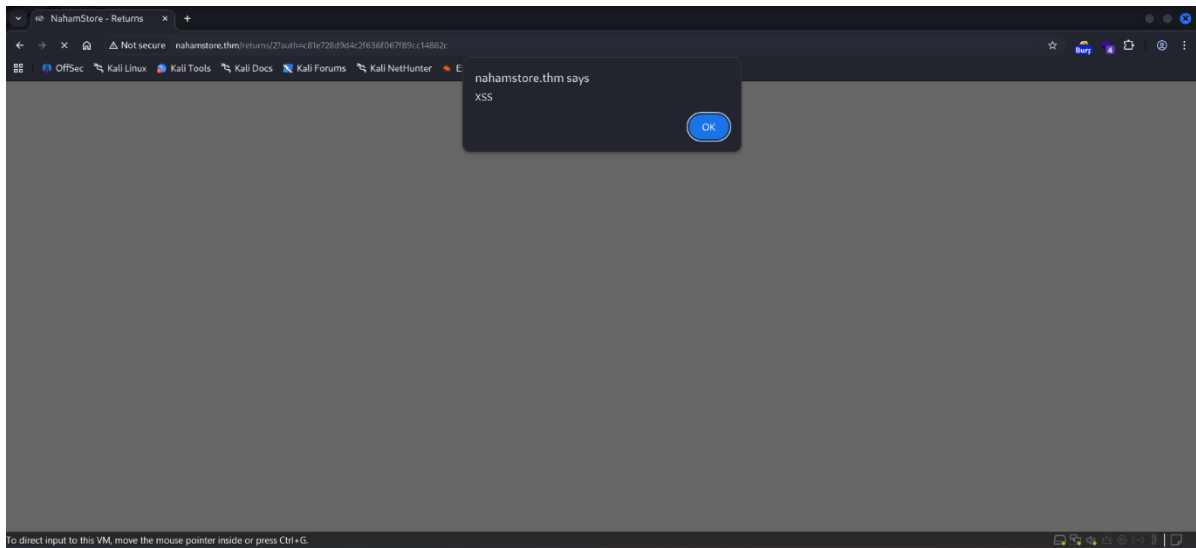 NahamStore - Returns
Not secure nahamstore.thm/returns/2?auth=c81e728d9d4c2f636f067f89cc14862c
Burp 4
OffSec Kali Linux Kali Tools Kali Docs Kali Forums Kali NetHunter E
nahamstore.thm says
XSS
OK
To direct input to this VM, move the mouse pointer inside or press Ctrl+G.